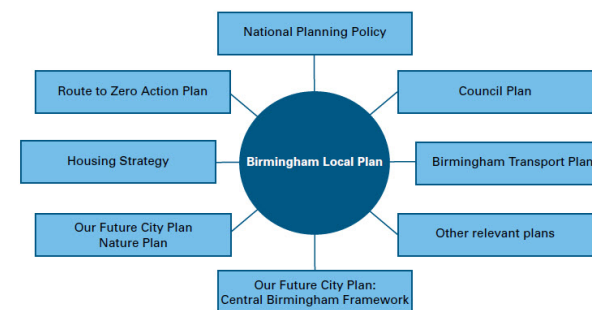 National Planning Policy
Route to Zero Action Plan
Council Plan
Housing Strategy
Birmingham Local Plan
Birmingham Transport Plan
Our Future City Plan
Nature Plan
Other relevant plans
Our Future City Plan:
Central Birmingham Framework